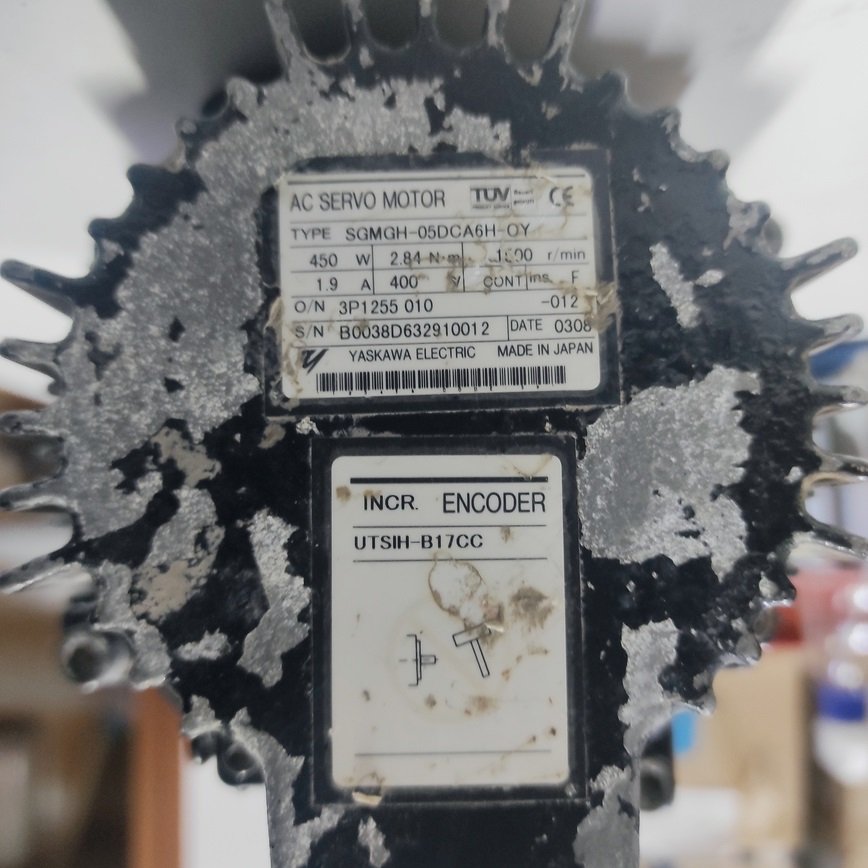 AC SERVO MOTOR TÜV CE
TYPE SGMGH-05DCA6H-OY
450 W 2.84 N·m r/min
1.9 A 400 V CONT Ins. F
O/N 3P1255 010 -012
S/N B0038D632910012 DATE 0308
YASKAWA ELECTRIC MADE IN JAPAN
INCR. ENCODER
UTSIH-B17CC